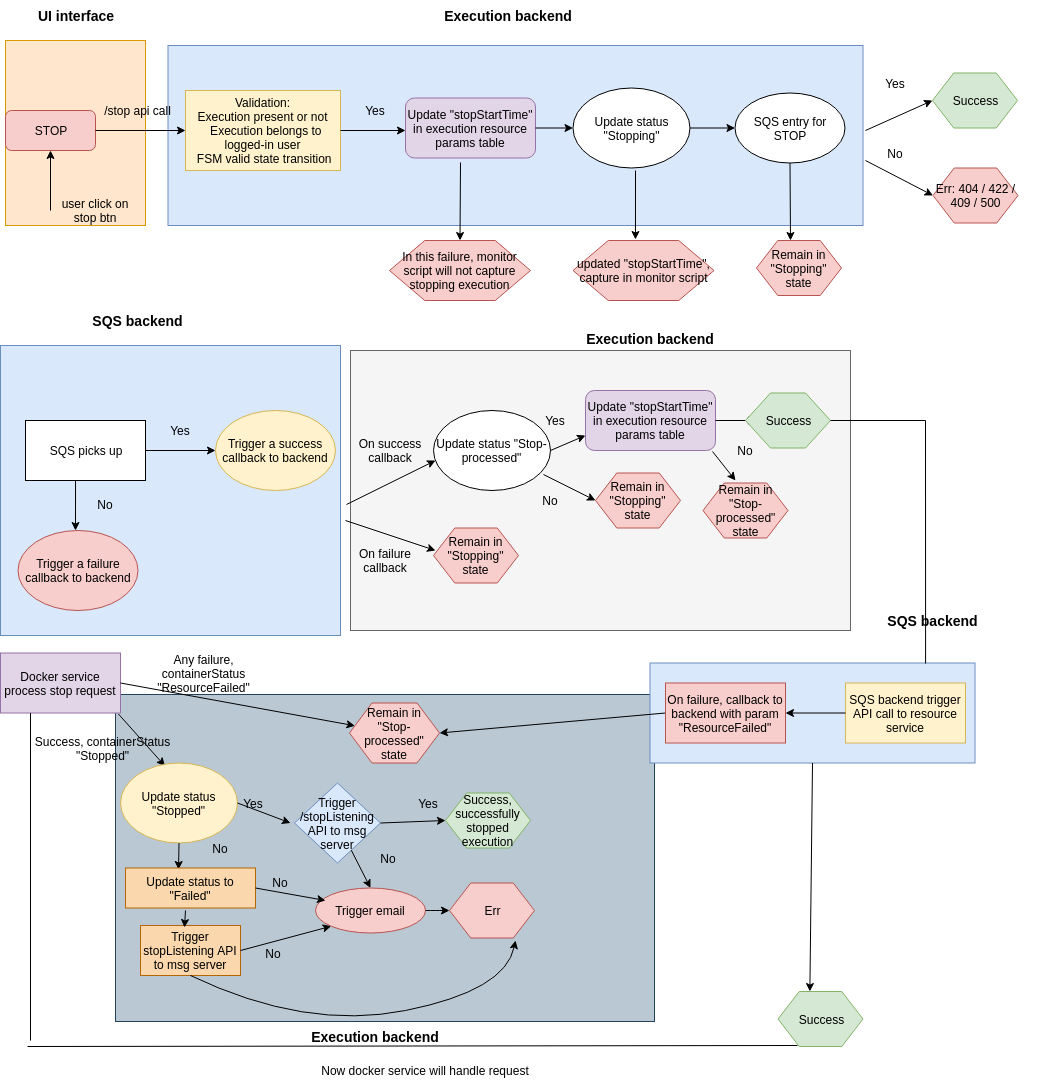 UI interface
Execution backend
STOP
user click on
stop btn
/stop api call
Validation:
Execution present or not
Execution belongs to
logged-in user
FSM valid state transition
Yes
Update "stopStartTime"
in execution resource
params table
Update status
"Stopping"
SQS entry for
STOP
Yes
Success
No
Err: 404 / 422 /
409 / 500
In this failure, monitor
script will not capture
stopping execution
updated "stopStartTime",
capture in monitor script
Remain in
"Stopping"
state
SQS backend
SQS picks up
Yes
Trigger a success
callback to backend
No
Trigger a failure
callback to backend
Execution backend
On success
callback
Update status "Stop-
processed"
Yes
Update "stopStartTime"
in execution resource
params table
Success
No
No
Remain in
"Stopping"
state
Remain in
"Stop-
processed"
state
On failure
callback
Remain in
"Stopping"
state
SQS backend
SQS backend trigger
API call to resource
service
On failure, callback to
backend with param
"ResourceFailed"
Docker service
process stop request
Any failure,
containerStatus
"ResourceFailed"
Remain in
"Stop-
processed"
state
Success, containerStatus
"Stopped"
Update status
"Stopped"
Yes
Trigger
/stopListening
API to msg
server
Yes
Success,
successfully
stopped
execution
No
No
Update status to
"Failed"
No
Trigger email
Err
Trigger
stopListening API
to msg server
No
Success
Execution backend
Now docker service will handle request